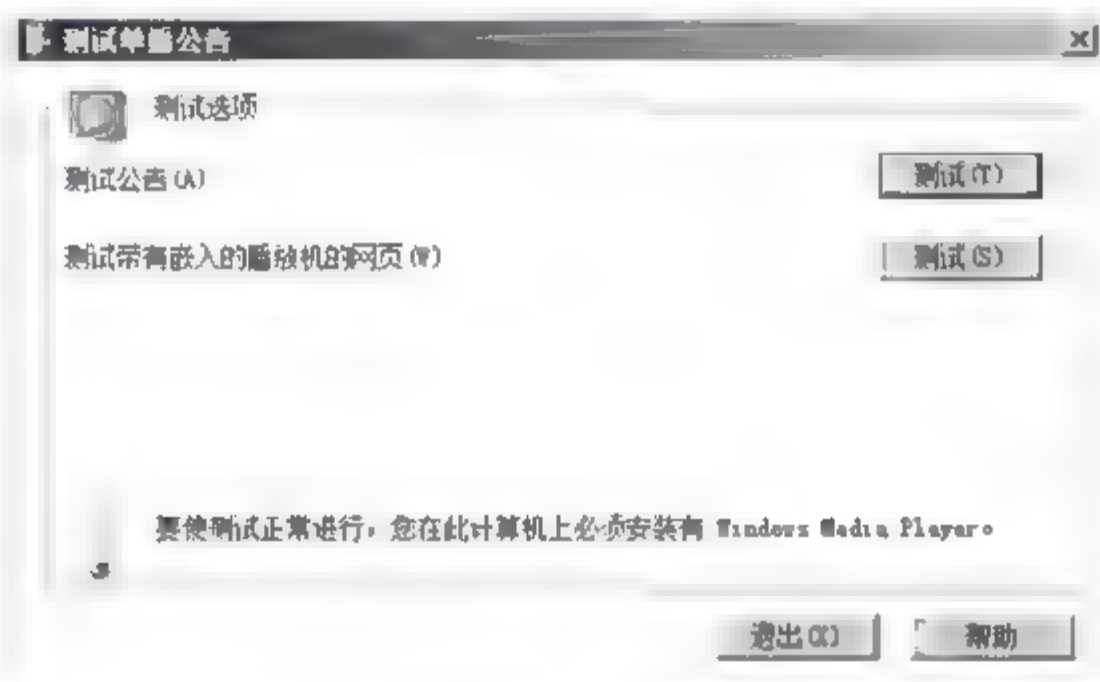 测试单播公告
测试选项
测试公告(A)
测试(T)
测试带有嵌入的播放机的网页(W)
测试(S)
要使测试正常进行，您在此计算机上必须安装有 Windows Media Player。
退出(X)
帮助